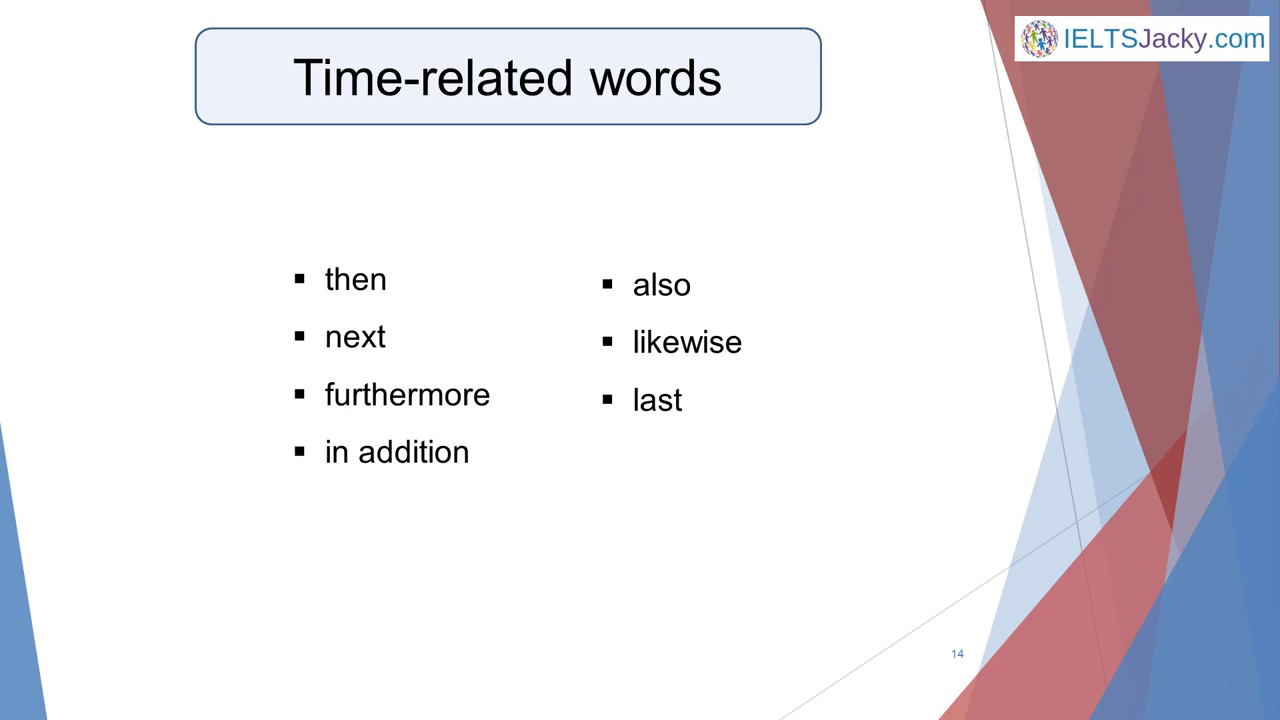 IELTSJacky.com
Time-related words
▪ then
▪ next
▪ furthermore
▪ in addition
▪ also
▪ likewise
▪ last
14